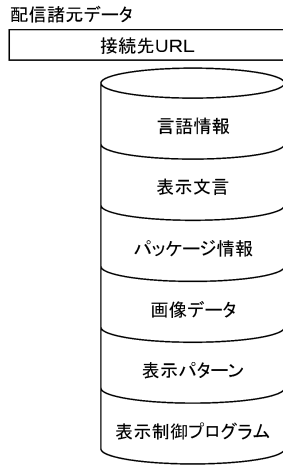 配信諸元データ
接続先URL
言語情報
表示文言
パッケージ情報
画像データ
表示パターン
表示制御プログラム